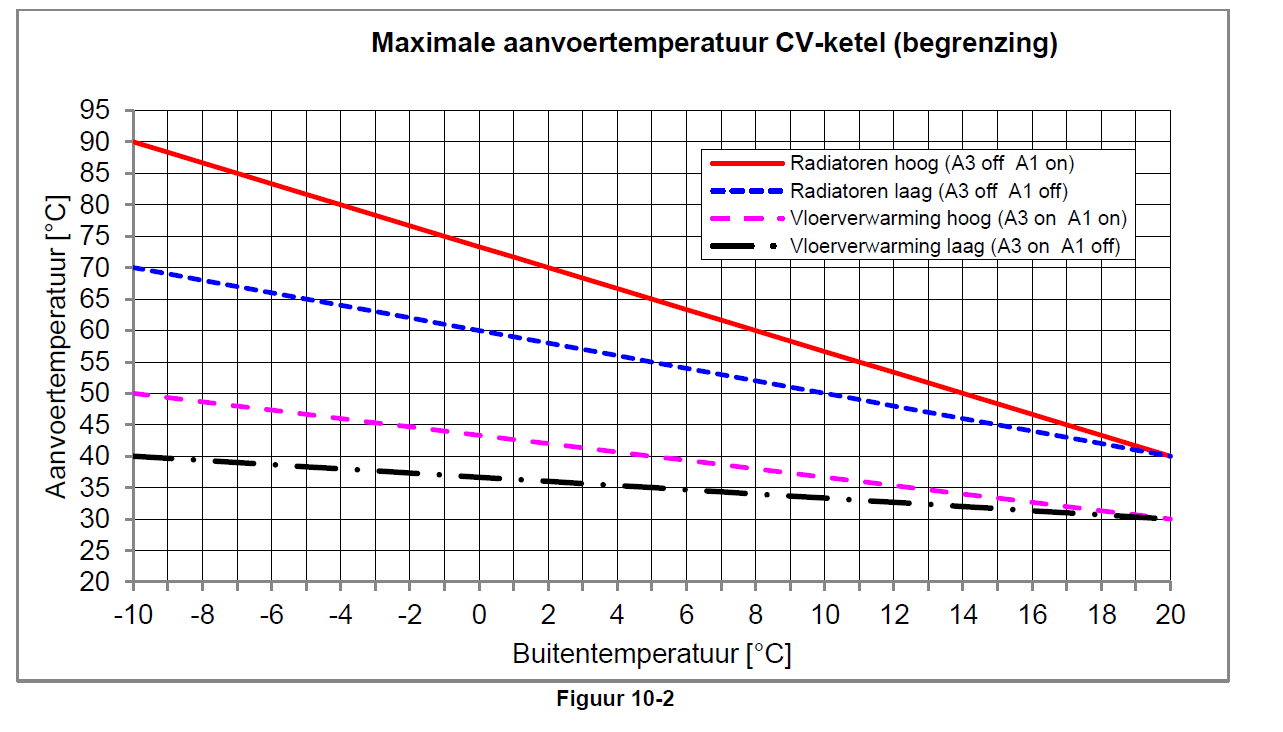 Maximale aanvoertemperatuur CV-ketel (begrenzing)
Aanvoertemperatuur [°C]
95
90
85
80
75
70
65
60
55
50
45
40
35
30
25
20
Radiatoren hoog (A3 off A1 on)
Radiatoren laag (A3 off A1 off)
Vloerverwarming hoog (A3 on A1 on)
Vloerverwarming laag (A3 on A1 off)
-10 -8 -6 -4 -2 0 2 4 6 8 10 12 14 16 18 20
Buitentemperatuur [°C]
Figuur 10-2